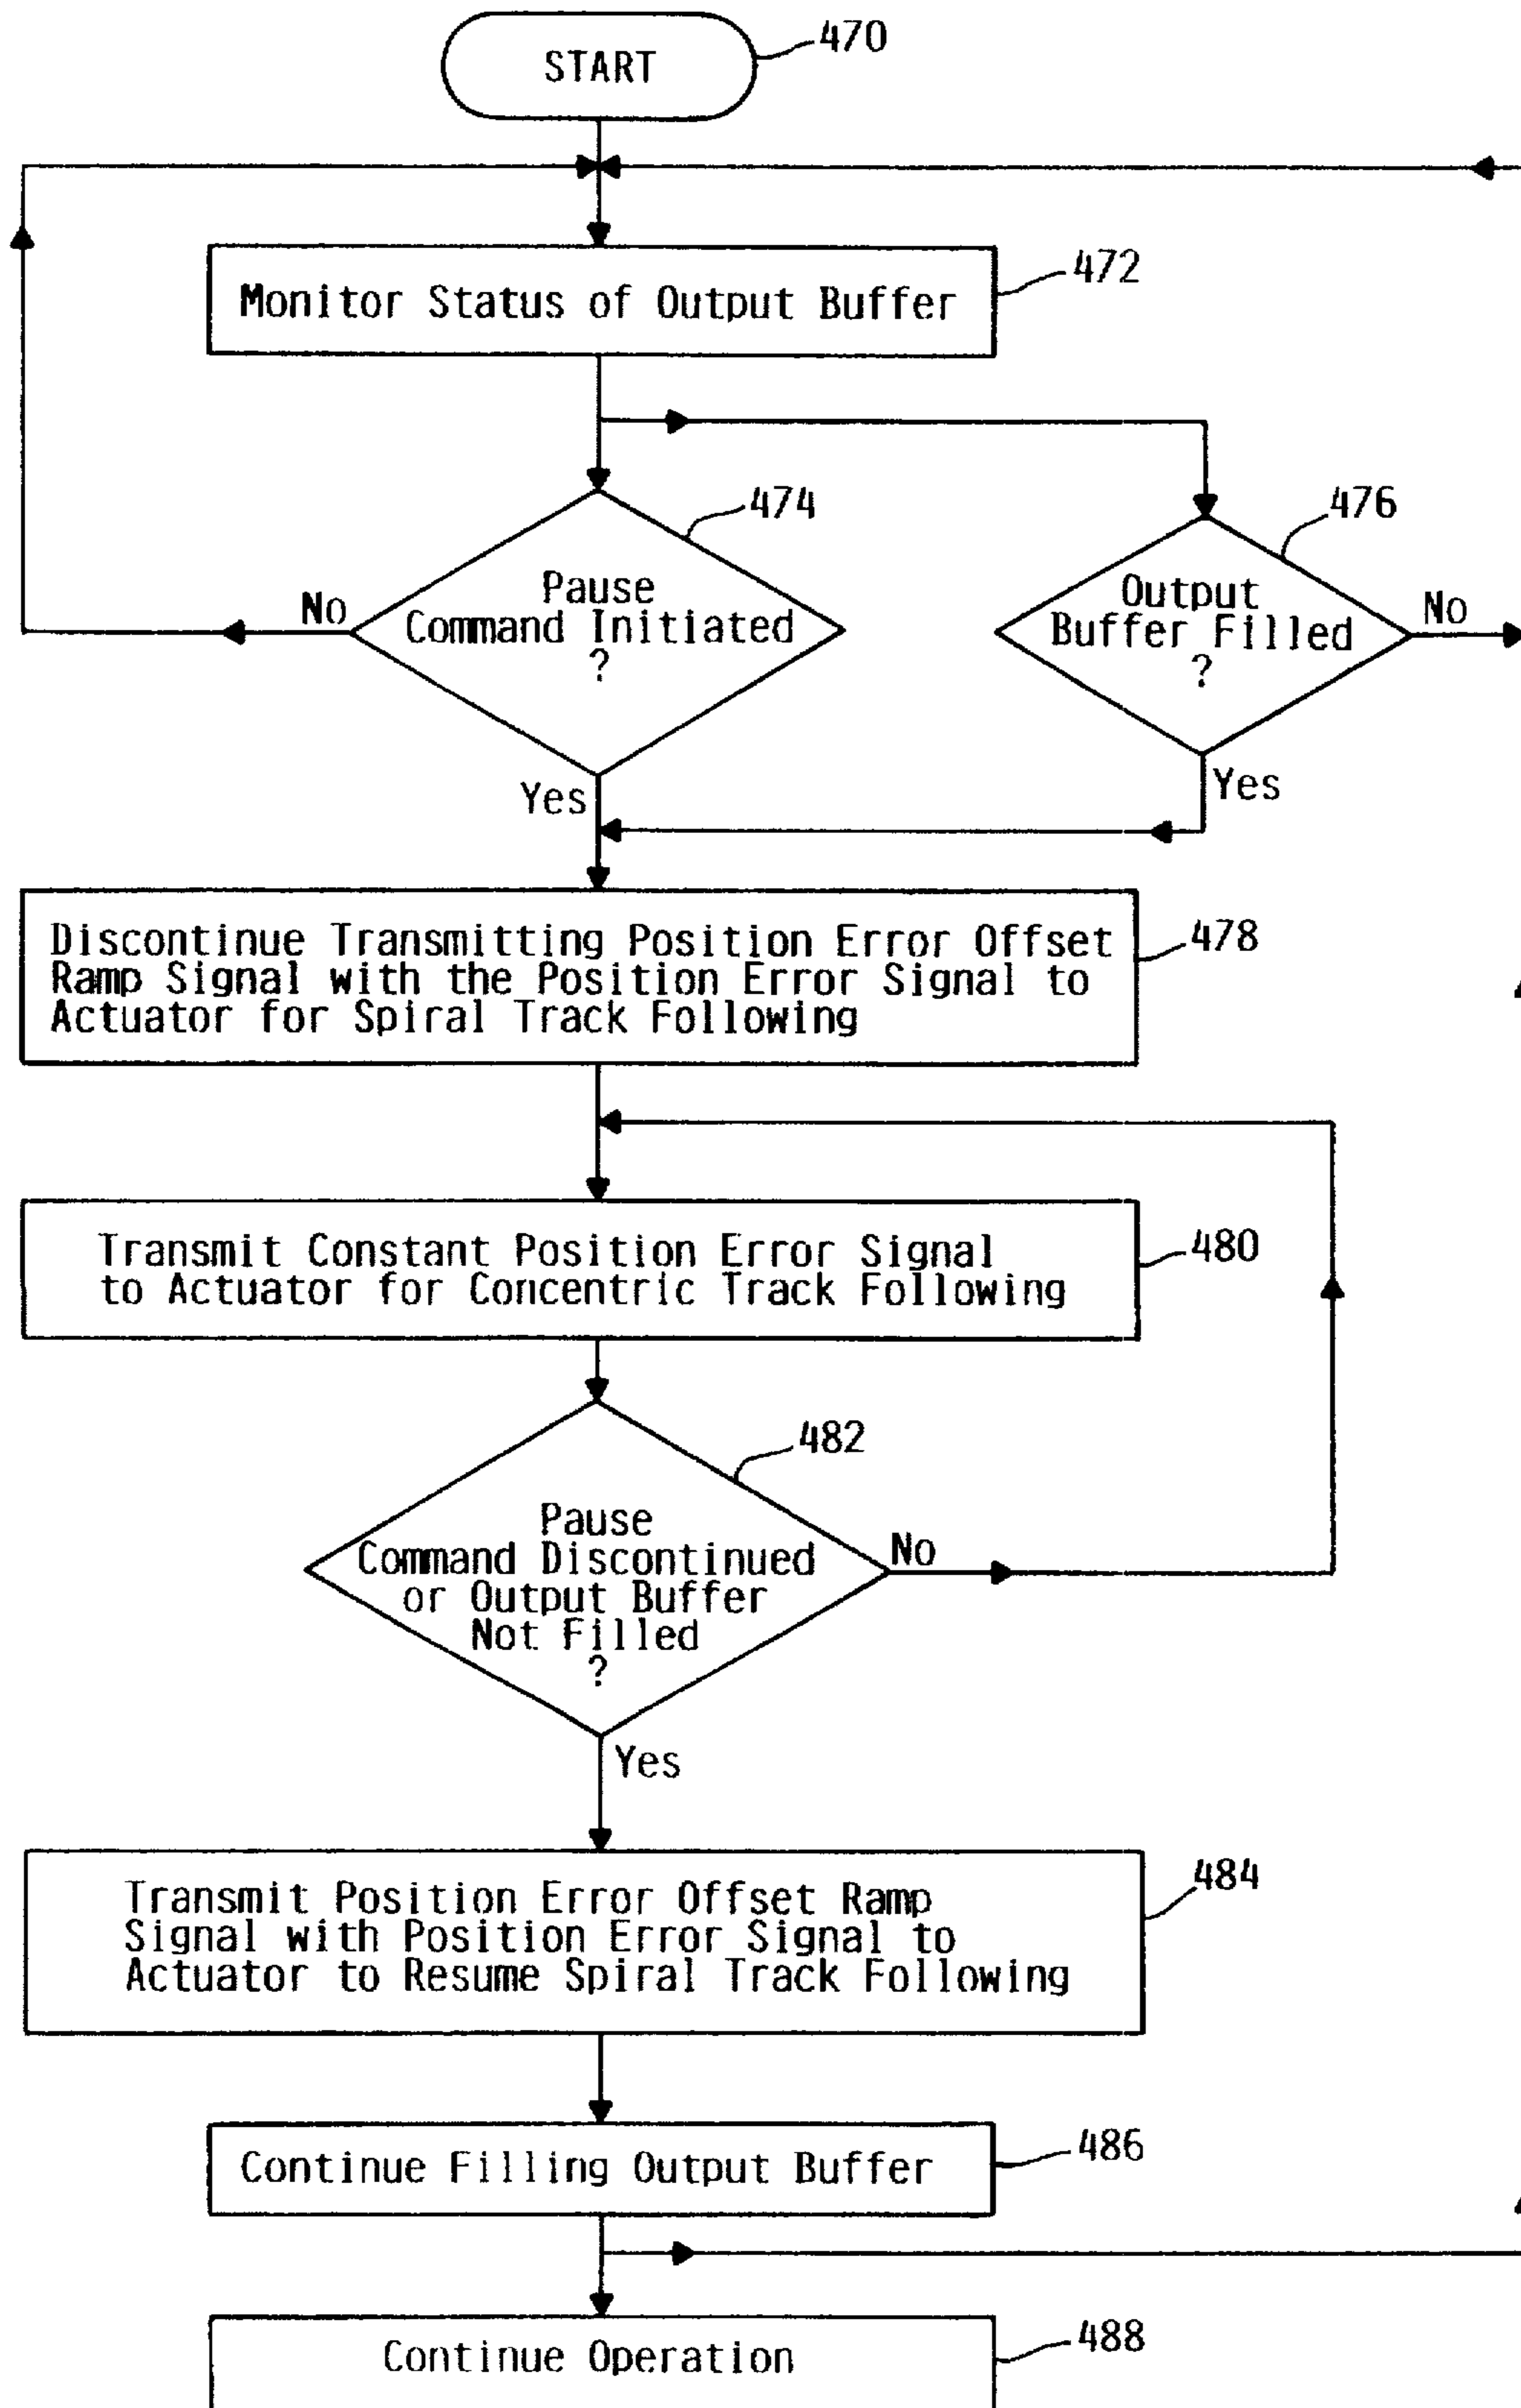 START
470
Monitor Status of Output Buffer
472
474
Pause
Command Initiated
?
No
Yes
476
Output
Buffer Filled
?
No
Yes
Discontinue Transmitting Position Error Offset
Ramp Signal with the Position Error Signal to
Actuator for Spiral Track Following
478
Transmit Constant Position Error Signal
to Actuator for Concentric Track Following
480
482
Pause
Command Discontinued
or Output Buffer
Not Filled
?
No
Yes
Transmit Position Error Offset Ramp
Signal with Position Error Signal to
Actuator to Resume Spiral Track Following
484
Continue Filling Output Buffer
486
Continue Operation
488